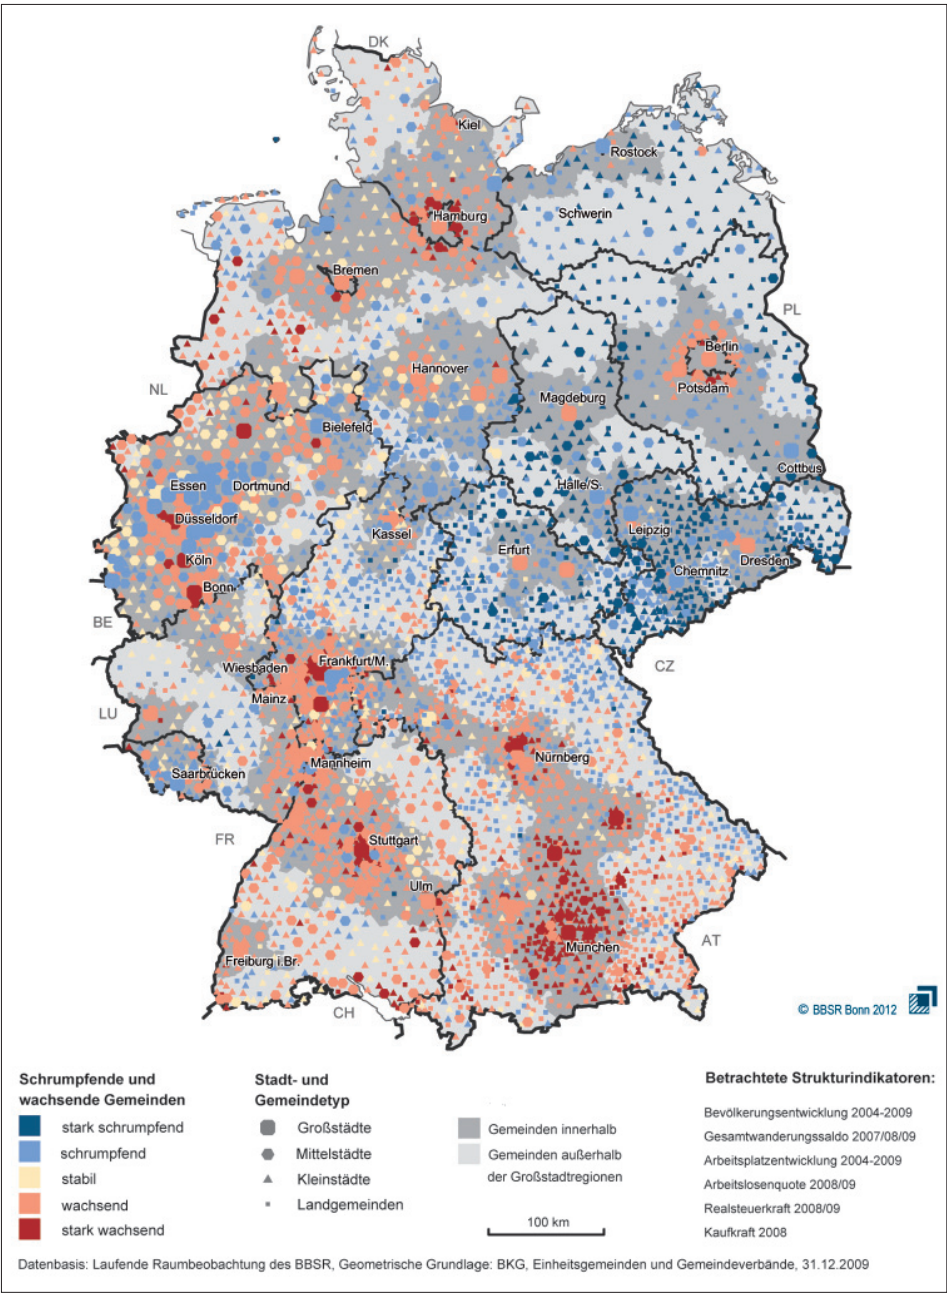 DK
Kiel
Rostock
Hamburg
Schwerin
Bremen
PL
Berlin
Hannover
NL
Potsdam
Magdeburg
Bielefeld
Cottbus
Essen
Dortmund
Halle/S.
Düsseldorf
Leipzig
Kassel
Erfurt
Köln
Dresden
Chemnitz
Bonn
BE
Wiesbaden
Frankfurt/M.
CZ
Mainz
LU
Nürnberg
Mannheim
Saarbrücken
FR
Stuttgart
Ulm
AT
München
Freiburg i.Br.
CH
© BBSR Bonn 2012
Schrumpfende und
wachsende Gemeinden
stark schrumpfend
schrumpfend
stabil
wachsend
stark wachsend
Stadt- und
Gemeindetyp
Großstädte
Mittelstädte
Kleinstädte
Landgemeinden
Gemeinden innerhalb
Gemeinden außerhalb
der Großstadtregionen
100 km
Betrachtete Strukturindikatoren:
Bevölkerungsentwicklung 2004-2009
Gesamtwanderungssaldo 2007/08/09
Arbeitsplatzentwicklung 2004-2009
Arbeitslosenquote 2008/09
Realsteuerkraft 2008/09
Kaufkraft 2008
Datenbasis: Laufende Raumbeobachtung des BBSR, Geometrische Grundlage: BKG, Einheitsgemeinden und Gemeindeverbände, 31.12.2009